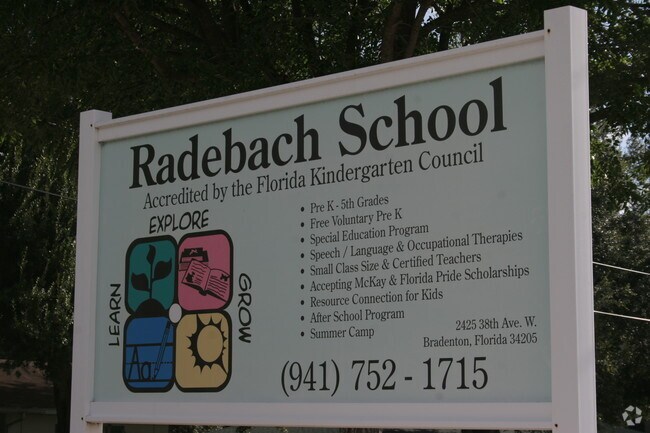 Radebach School
Accredited by the Florida Kindergarten Council
EXPLORE
LEARN
GROW
Aa
• Pre K - 5th Grades
• Free Voluntary Pre K
• Special Education Program
• Speech / Language & Occupational Therapies
• Small Class Size & Certified Teachers
• Accepting McKay & Florida Pride Scholarships
• Resource Connection for Kids
• After School Program
• Summer Camp
2425 38th Ave. W.
Bradenton, Florida 34205
(941) 752 - 1715